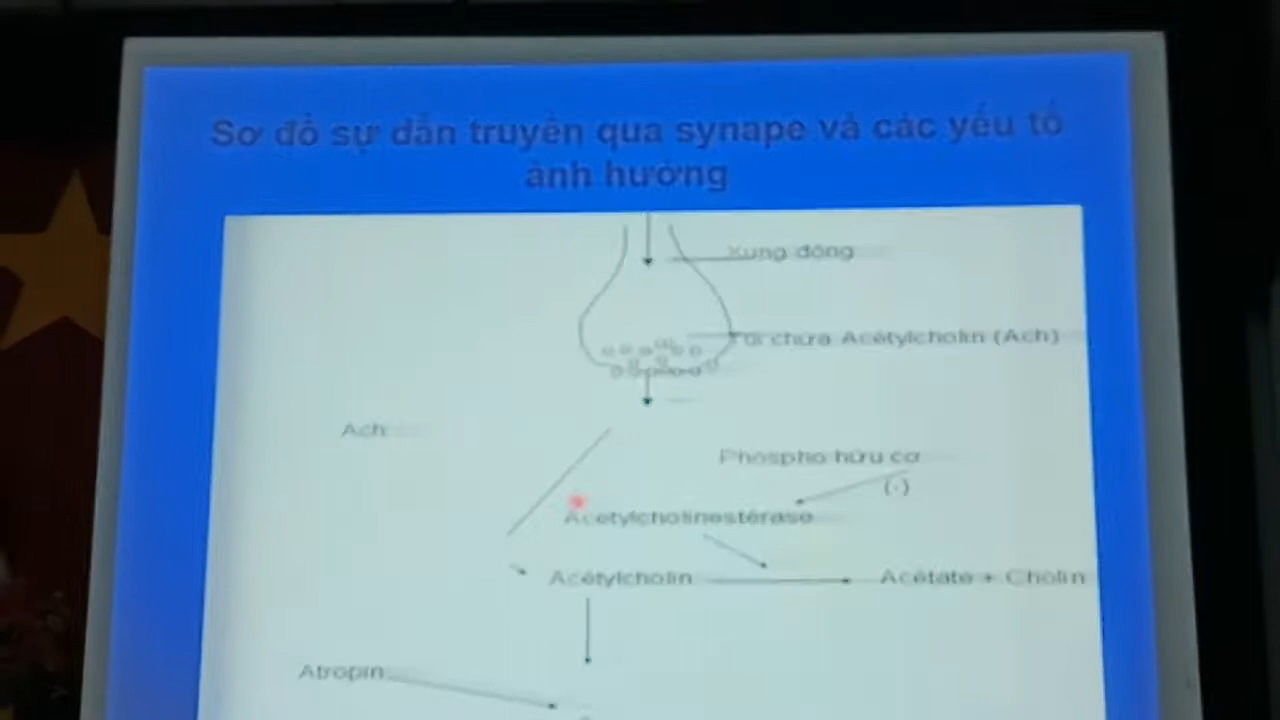 Sơ đồ sự dẫn truyền qua synape và các yếu tố
ảnh hưởng
Xung động
Túi chứa Acétylcholin (Ach)
Ach
Phospho hữu cơ
(-)
Acetylcholinestérase
Acétylcholin
Acétate + Cholin
Atropin